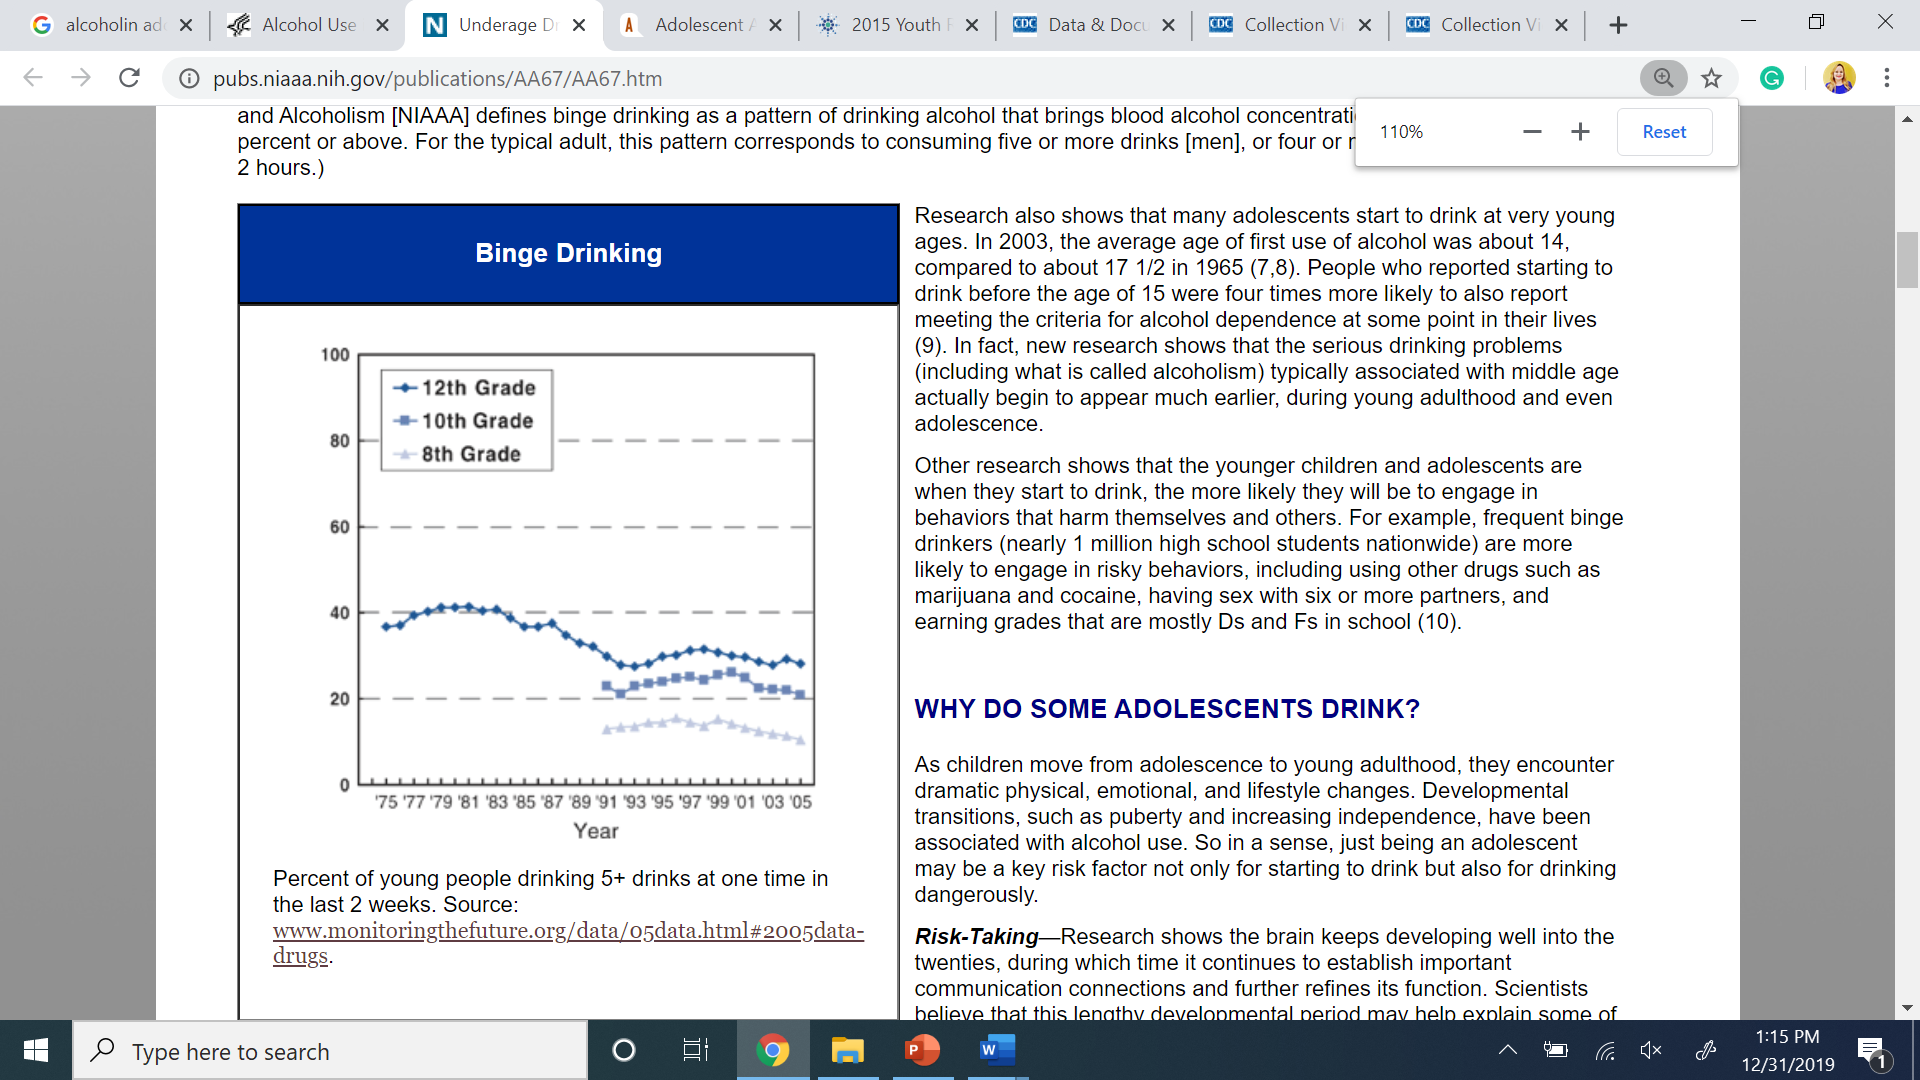 alcoholin ad
Alcohol Use
Underage D
Adolescent A
2015 Youth
Data & Docu
Collection Vi
Collection Vi
pubs.niaaa.nih.gov/publications/AA67/AA67.htm
110%
Reset
and Alcoholism [NIAAA] defines binge drinking as a pattern of drinking alcohol that brings blood alcohol concentrati
percent or above. For the typical adult, this pattern corresponds to consuming five or more drinks [men], or four or
2 hours.)
Binge Drinking
100
80
60
40
20
0
12th Grade
10th Grade
8th Grade
'75 '77 '79 '81 '83 '85 '87 '89 '91 '93 '95 '97 '99 '01 '03 '05
Year
Percent of young people drinking 5+ drinks at one time in
the last 2 weeks. Source:
www.monitoringthefuture.org/data/05data.html#2005data-
drugs.
Research also shows that many adolescents start to drink at very young
ages. In 2003, the average age of first use of alcohol was about 14,
compared to about 17 1/2 in 1965 (7,8). People who reported starting to
drink before the age of 15 were four times more likely to also report
meeting the criteria for alcohol dependence at some point in their lives
(9). In fact, new research shows that the serious drinking problems
(including what is called alcoholism) typically associated with middle age
actually begin to appear much earlier, during young adulthood and even
adolescence.
Other research shows that the younger children and adolescents are
when they start to drink, the more likely they will be to engage in
behaviors that harm themselves and others. For example, frequent binge
drinkers (nearly 1 million high school students nationwide) are more
likely to engage in risky behaviors, including using other drugs such as
marijuana and cocaine, having sex with six or more partners, and
earning grades that are mostly Ds and Fs in school (10).
WHY DO SOME ADOLESCENTS DRINK?
As children move from adolescence to young adulthood, they encounter
dramatic physical, emotional, and lifestyle changes. Developmental
transitions, such as puberty and increasing independence, have been
associated with alcohol use. So in a sense, just being an adolescent
may be a key risk factor not only for starting to drink but also for drinking
dangerously.
Risk-Taking—Research shows the brain keeps developing well into the
twenties, during which time it continues to establish important
communication connections and further refines its function. Scientists
believe that this lengthy developmental period may help explain some of
Type here to search
1:15 PM
12/31/2019
1